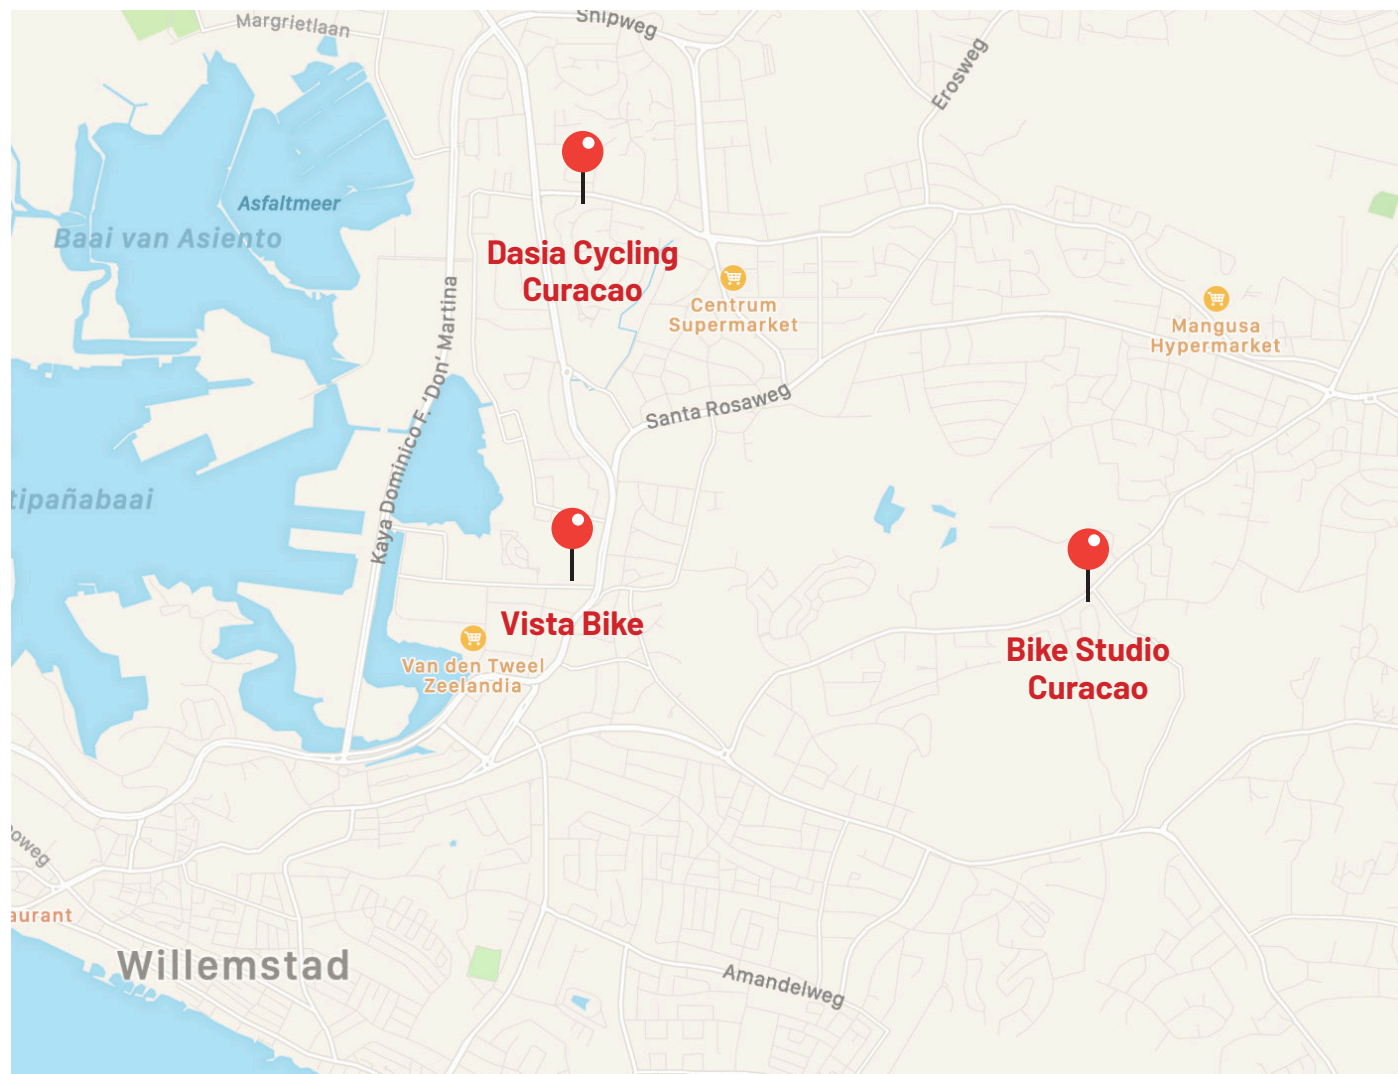 Margrietlaan
Snipweg
Erosweg
Asfaltmeer
Baai van Asiento
Dasia Cycling
Curacao
Centrum
Supermarket
Mangusa
Hypermarket
Kaya Dominico F. 'Don' Martina
Santa Rosaweg
tipañabaai
Vista Bike
Van den Tweel
Zeelandia
Bike Studio
Curacao
oweg
aurant
Willemstad
Amandelweg